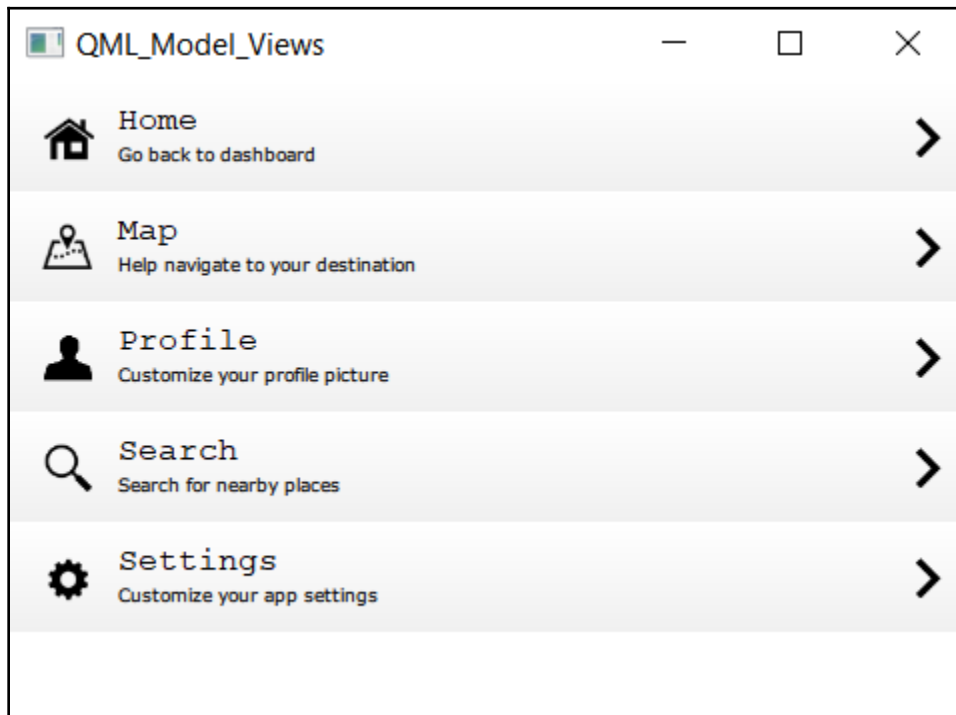 QML_Model_Views
Home
Go back to dashboard
Map
Help navigate to your destination
Profile
Customize your profile picture
Search
Search for nearby places
Settings
Customize your app settings